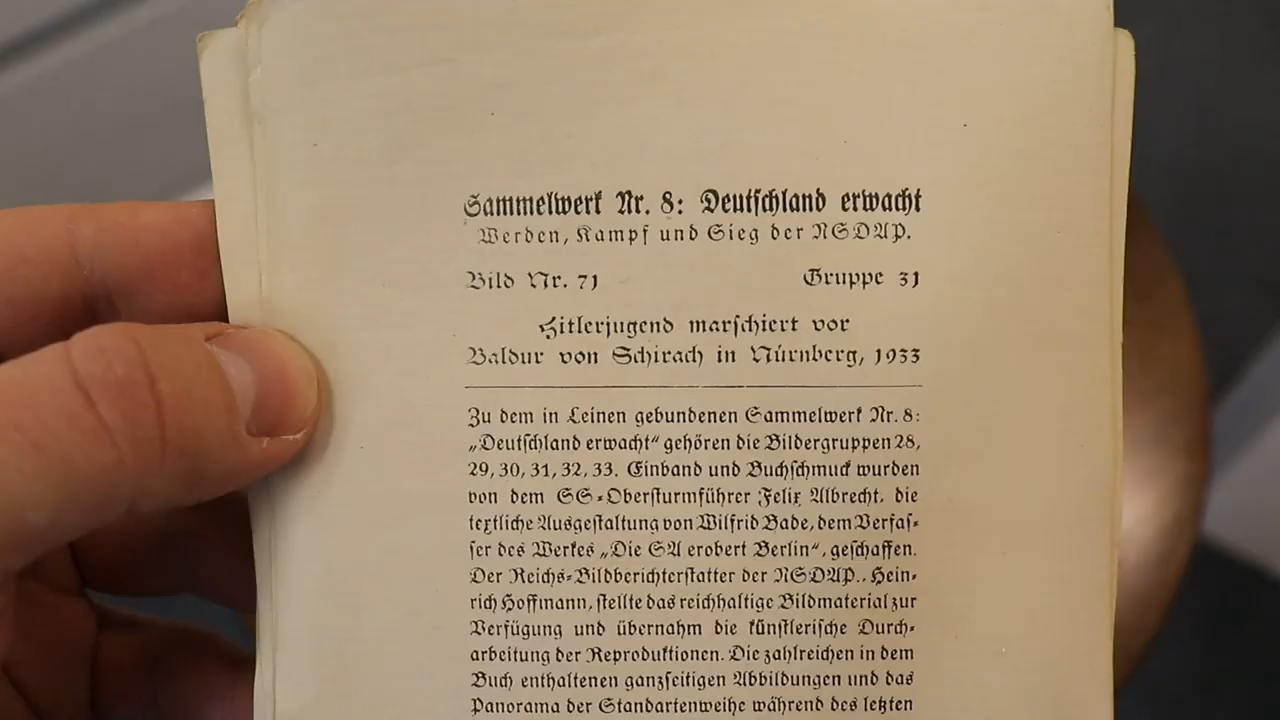 Sammelwerk Nr. 8: Deutschland erwacht
Werden, Kampf und Sieg der NSDAP.
Bild Nr. 71 Gruppe 31
Hitlerjugend marschiert vor
Baldur von Schirach in Nürnberg, 1933
Zu dem in Leinen gebundenen Sammelwerk Nr. 8:
„Deutschland erwacht“ gehören die Bildergruppen 28,
29, 30, 31, 32, 33. Einband und Buchschmuck wurden
von dem SS-Obersturmführer Felix Albrecht, die
textliche Ausgestaltung von Wilfrid Bade, dem Verfas-
ser des Werkes „Die SA erobert Berlin“, geschaffen.
Der Reichs-Bildberichterstatter der NSDAP., Hein-
rich Hoffmann, stellte das reichhaltige Bildmaterial zur
Verfügung und übernahm die künstlerische Durch-
arbeitung der Reproduktionen. Die zahlreichen in dem
Buch enthaltenen ganzseitigen Abbildungen und das
Panorama der Standartenweihe während des letzten